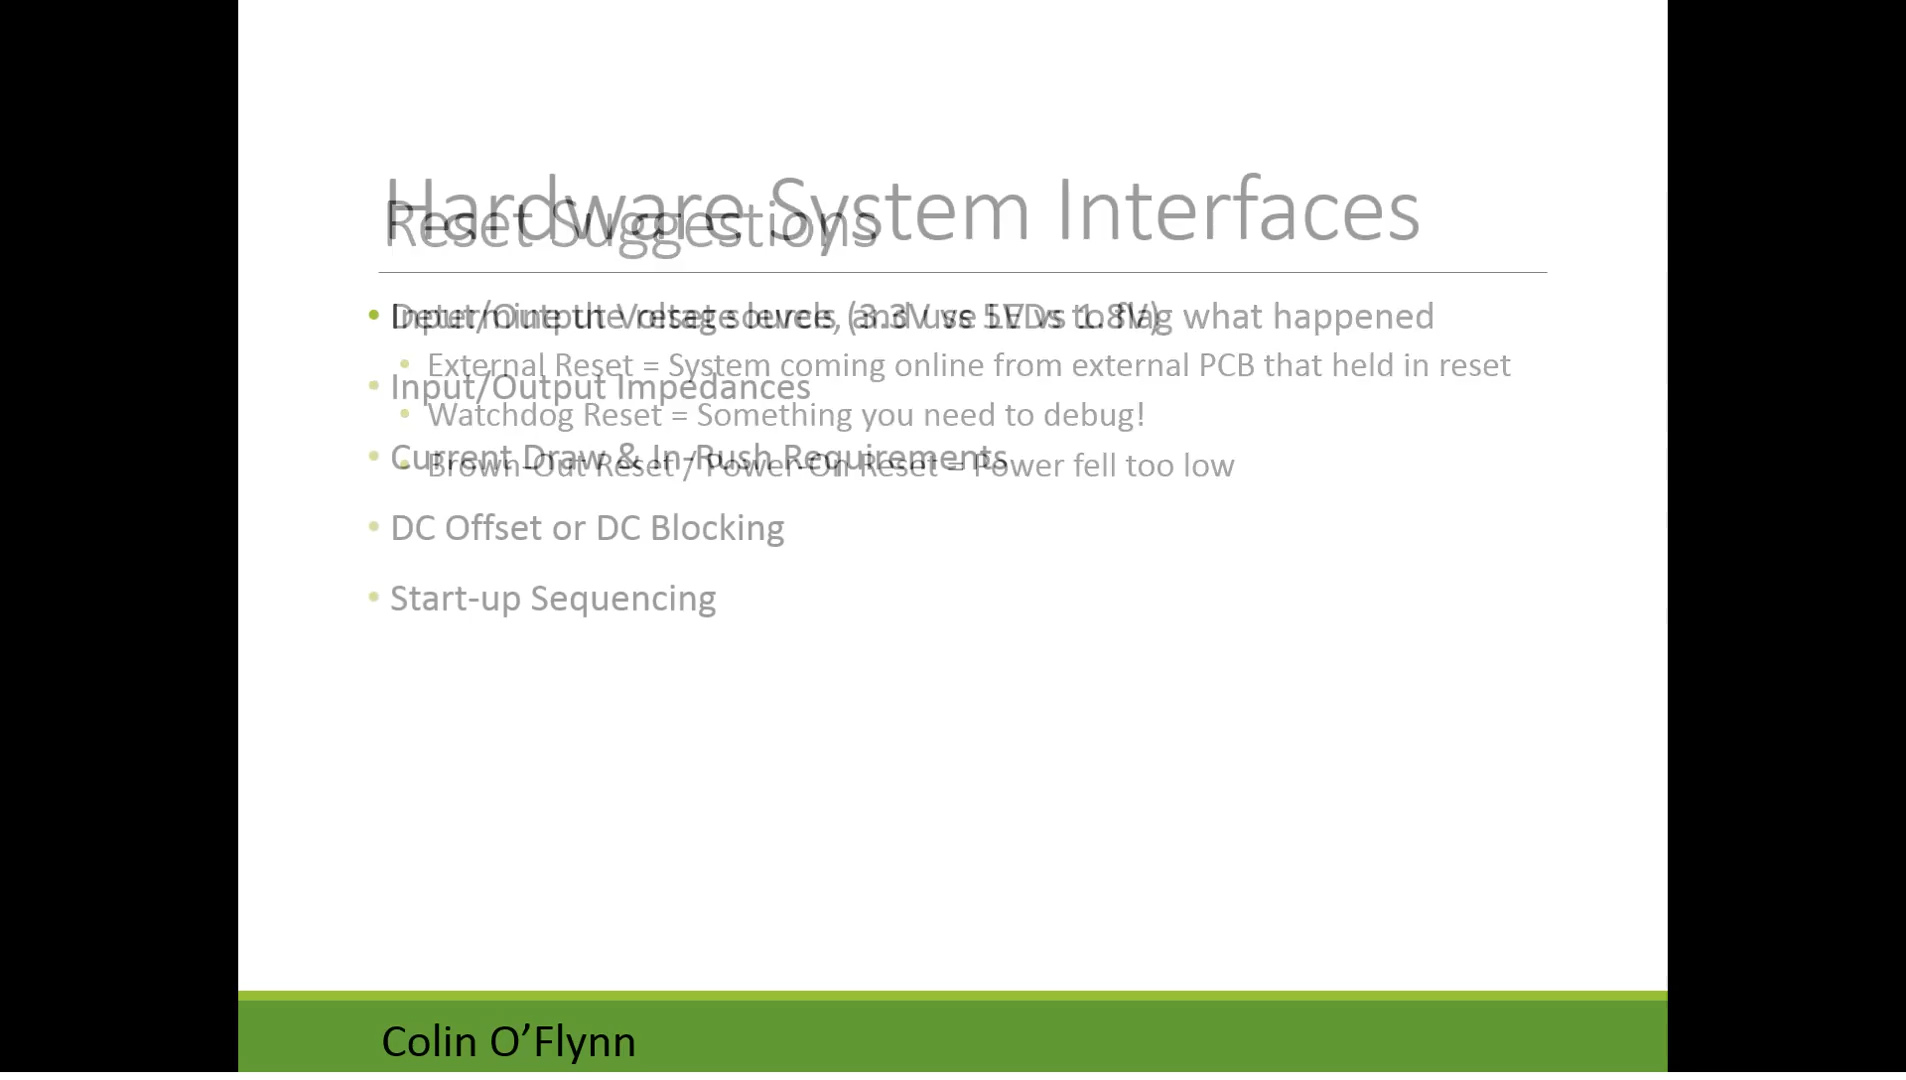 Hardware System Interfaces
Reset Suggestions
• Input/Output Voltage levels (3.3V vs 5V vs 1.8V)
• Determine the reset source, and use LEDs to flag what happened
• External Reset = System coming online from external PCB that held in reset
• Input/Output Impedances
• Watchdog Reset = Something you need to debug!
• Current Draw & In-Rush Requirements
• Brown-Out Reset / Power-On Reset = Power fell too low
• DC Offset or DC Blocking
• Start-up Sequencing
Colin O’Flynn